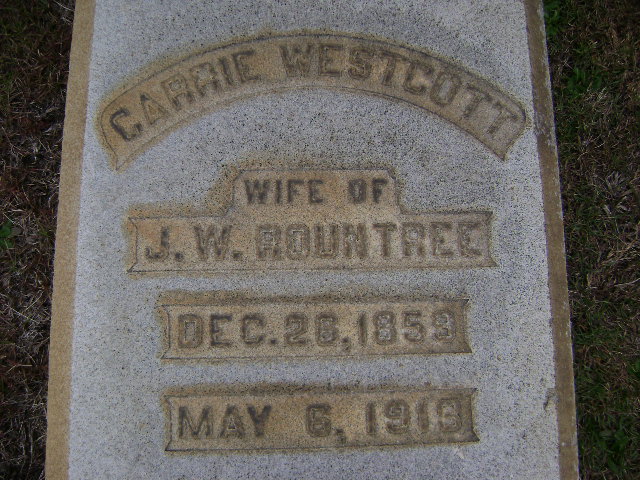 CARRIE WESTCOTT
WIFE OF
J. W. ROUNTREE
DEC. 26, 1853
MAY 6, 1918